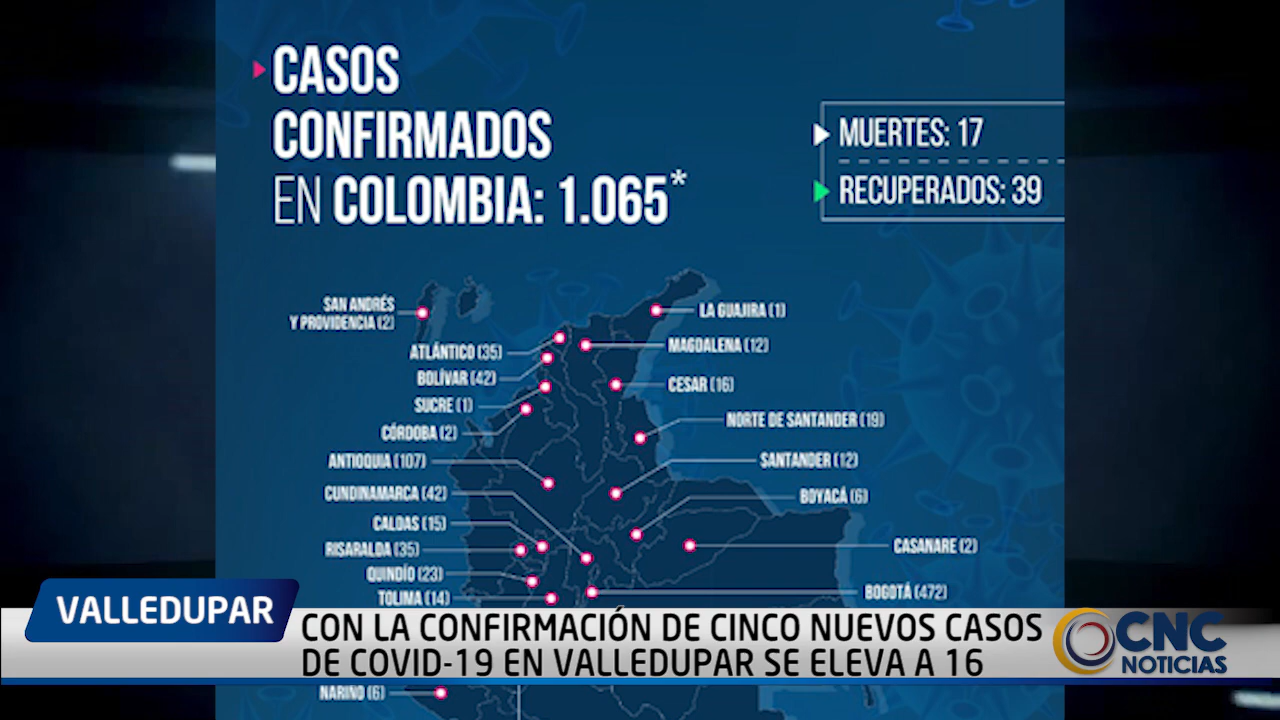 CASOS
CONFIRMADOS
EN COLOMBIA: 1.065*
MUERTES: 17
RECUPERADOS: 39
SAN ANDRÉS
Y PROVIDENCIA (2)
ATLÁNTICO (35)
BOLÍVAR (42)
SUCRE (1)
CÓRDOBA (2)
ANTIOQUIA (107)
CUNDINAMARCA (42)
CALDAS (15)
RISARALDA (35)
QUINDÍO (23)
TOLIMA (14)
LA GUAJIRA (1)
MAGDALENA (12)
CESAR (16)
NORTE DE SANTANDER (19)
SANTANDER (12)
BOYACÁ (6)
CASANARE (2)
BOGOTÁ (472)
VALLEDUPAR
CON LA CONFIRMACIÓN DE CINCO NUEVOS CASOS
DE COVID-19 EN VALLEDUPAR SE ELEVA A 16
CNC
NOTICIAS
NARIÑO (6)